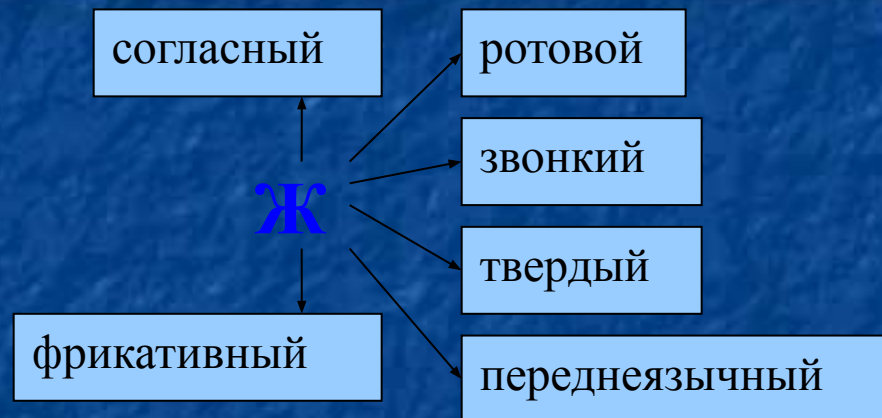 согласный
ротовой
звонкий
Ж
твердый
фрикативный
переднеязычный